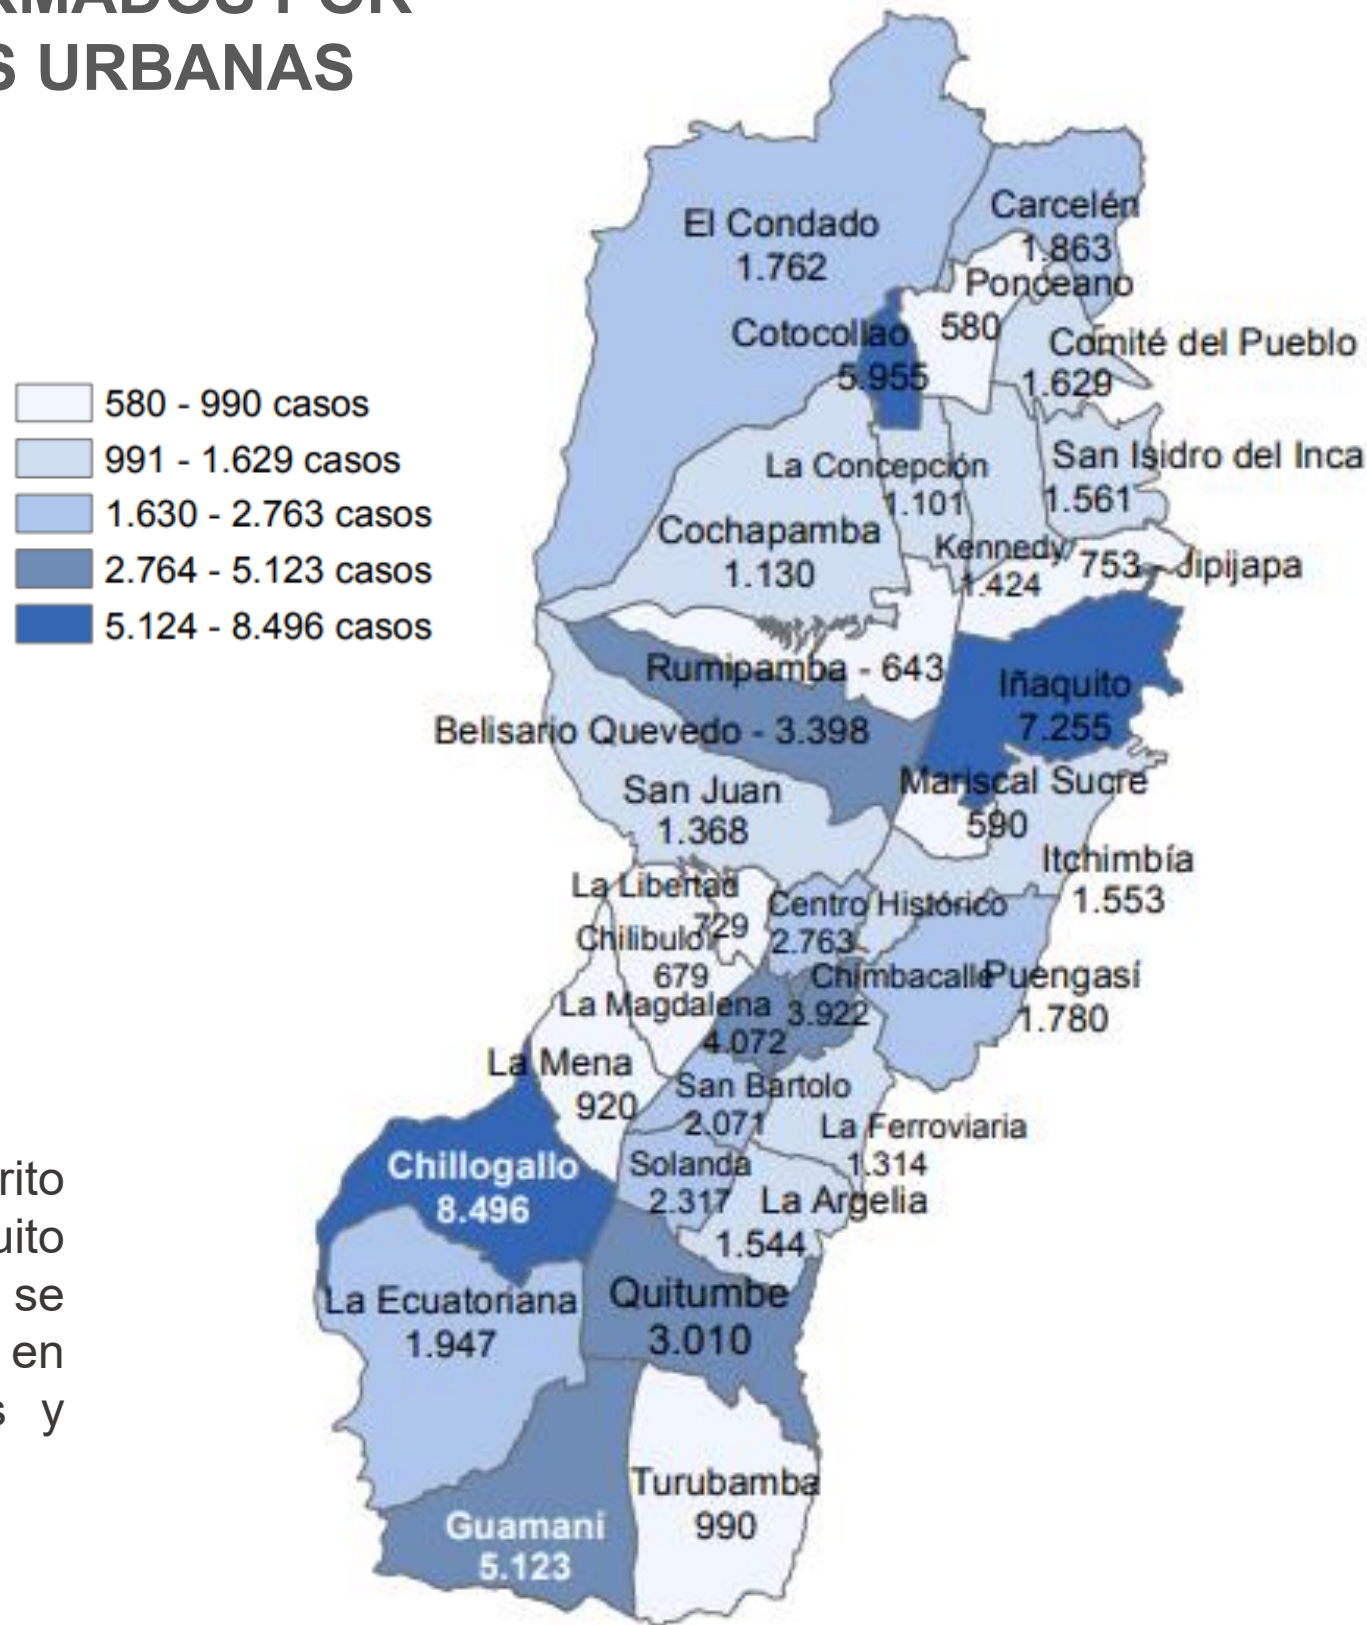 RMADOS POR
S URBANAS
580 - 990 casos
991 - 1.629 casos
1.630 - 2.763 casos
2.764 - 5.123 casos
5.124 - 8.496 casos
El Condado
1.762
Carcelén
1.863
Ponceano
580
Cotocollao
5.955
Comité del Pueblo
1.629
La Concepción
1.101
San Isidro del Inca
1.561
Cochapamba
1.130
Kennedy
1.424
753 - Jipijapa
Rumipamba - 643
Iñaquito
7.255
Belisario Quevedo - 3.398
San Juan
1.368
Mariscal Sucre
590
Itchimbía
1.553
La Libertad
729
Centro Histórico
2.763
Chilibulo
679
Chimbacalle
3.922
Puengasí
1.780
La Magdalena
4.072
La Mena
920
San Bartolo
2.071
La Ferroviaria
1.314
Chillogallo
8.496
Solanda
2.317
La Argelia
1.544
La Ecuatoriana
1.947
Quitumbe
3.010
Turubamba
990
Guamani
5.123
rito
uito
se
en
s y